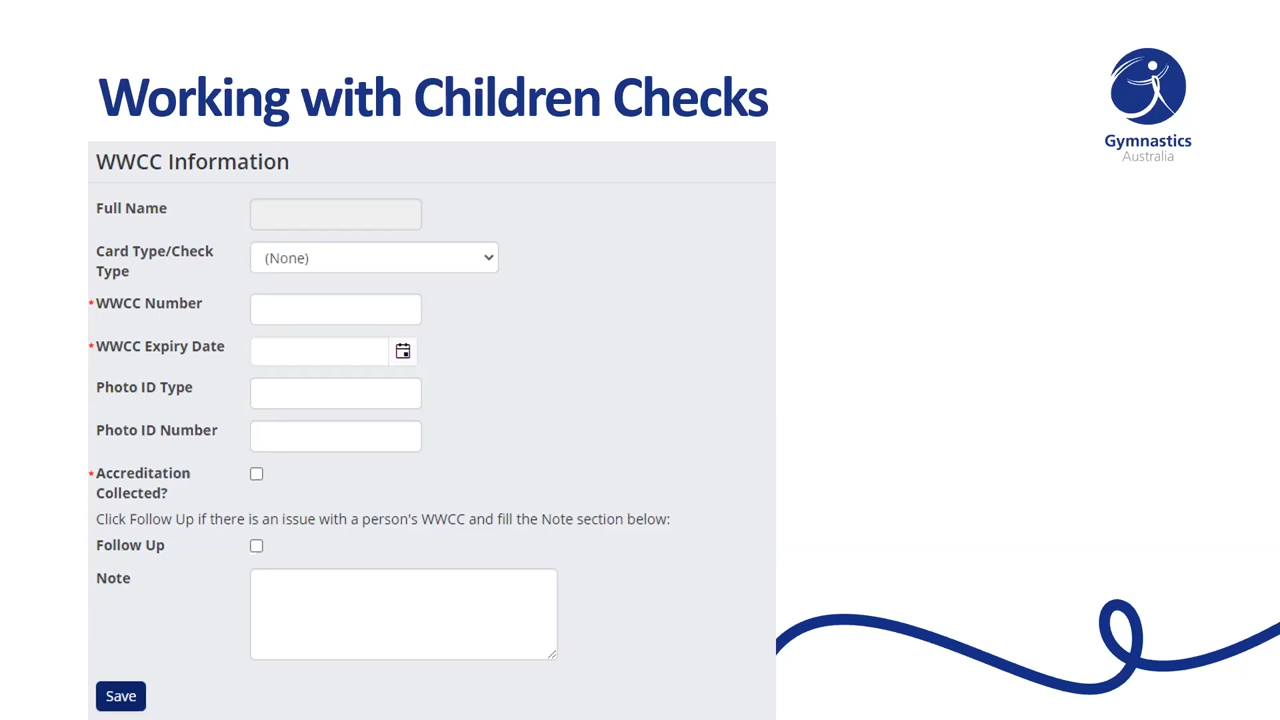 Working with Children Checks
Gymnastics
Australia
WWCC Information
Full Name
Card Type/Check
Type
(None)
*WWCC Number
*WWCC Expiry Date
Photo ID Type
Photo ID Number
*Accreditation
Collected?
Click Follow Up if there is an issue with a person's WWCC and fill the Note section below:
Follow Up
Note
Save